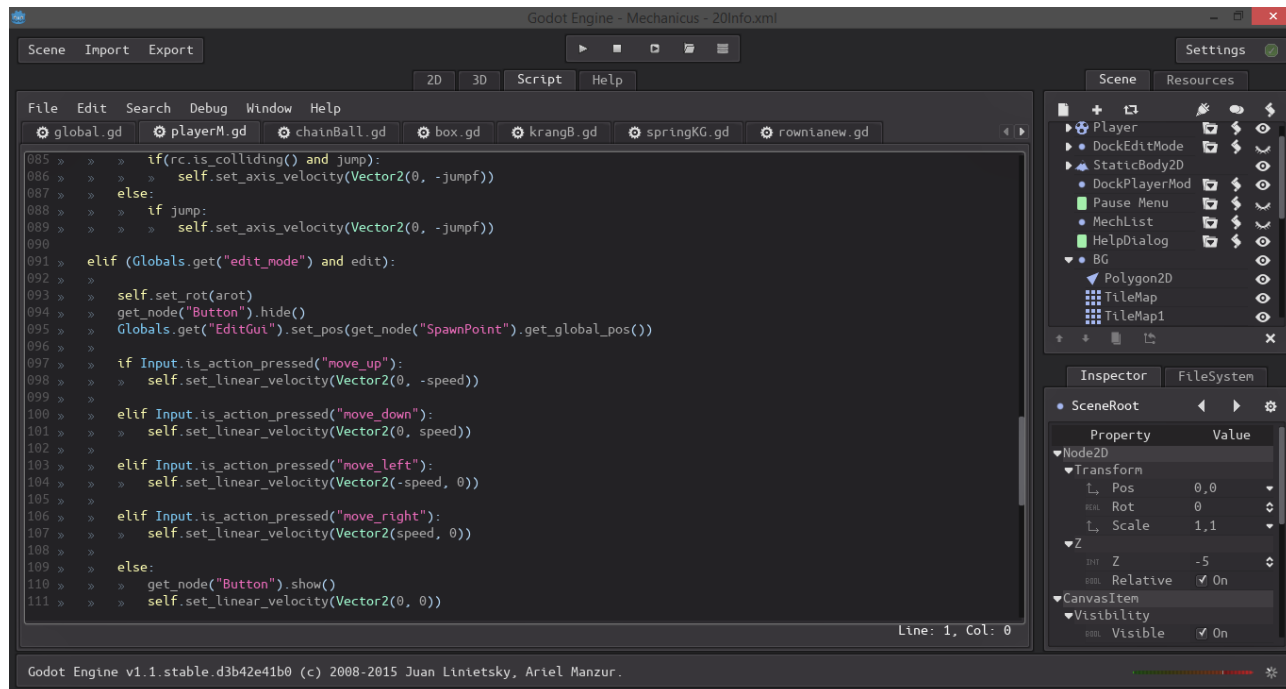 Godot Engine - Mechanicus - 20Info.xml
Scene Import Export
Settings
2D 3D Script Help
Scene Resources
File Edit Search Debug Window Help
global.gd playerM.gd chainBall.gd box.gd krangB.gd springKG.gd rownianew.gd
085 » » » if(rc.is_colliding() and jump):
086 » » » » self.set_axis_velocity(Vector2(0, -jumpf))
087 » » else:
088 » » » if jump:
089 » » » » self.set_axis_velocity(Vector2(0, -jumpf))
090
091 » elif (Globals.get("edit_mode") and edit):
092 » »
093 » » self.set_rot(arot)
094 » » get_node("Button").hide()
095 » » Globals.get("EditGui").set_pos(get_node("SpawnPoint").get_global_pos())
096 » »
097 » » if Input.is_action_pressed("move_up"):
098 » » » self.set_linear_velocity(Vector2(0, -speed))
099 » »
100 » » elif Input.is_action_pressed("move_down"):
101 » » » self.set_linear_velocity(Vector2(0, speed))
102 » »
103 » » elif Input.is_action_pressed("move_left"):
104 » » » self.set_linear_velocity(Vector2(-speed, 0))
105 » »
106 » » elif Input.is_action_pressed("move_right"):
107 » » » self.set_linear_velocity(Vector2(speed, 0))
108 » »
109 » » else:
110 » » » get_node("Button").show()
111 » » » self.set_linear_velocity(Vector2(0, 0))
Line: 1, Col: 0
Player
DockEditMode
StaticBody2D
DockPlayerMod
Pause Menu
MechList
HelpDialog
BG
Polygon2D
TileMap
TileMap1
Inspector FileSystem
SceneRoot
Property Value
Node2D
Transform
Pos 0,0
REAL Rot 0
Scale 1,1
Z
INT Z -5
BOOL Relative On
CanvasItem
Visibility
BOOL Visible On
Godot Engine v1.1.stable.d3b42e41b0 (c) 2008-2015 Juan Linietsky, Ariel Manzur.